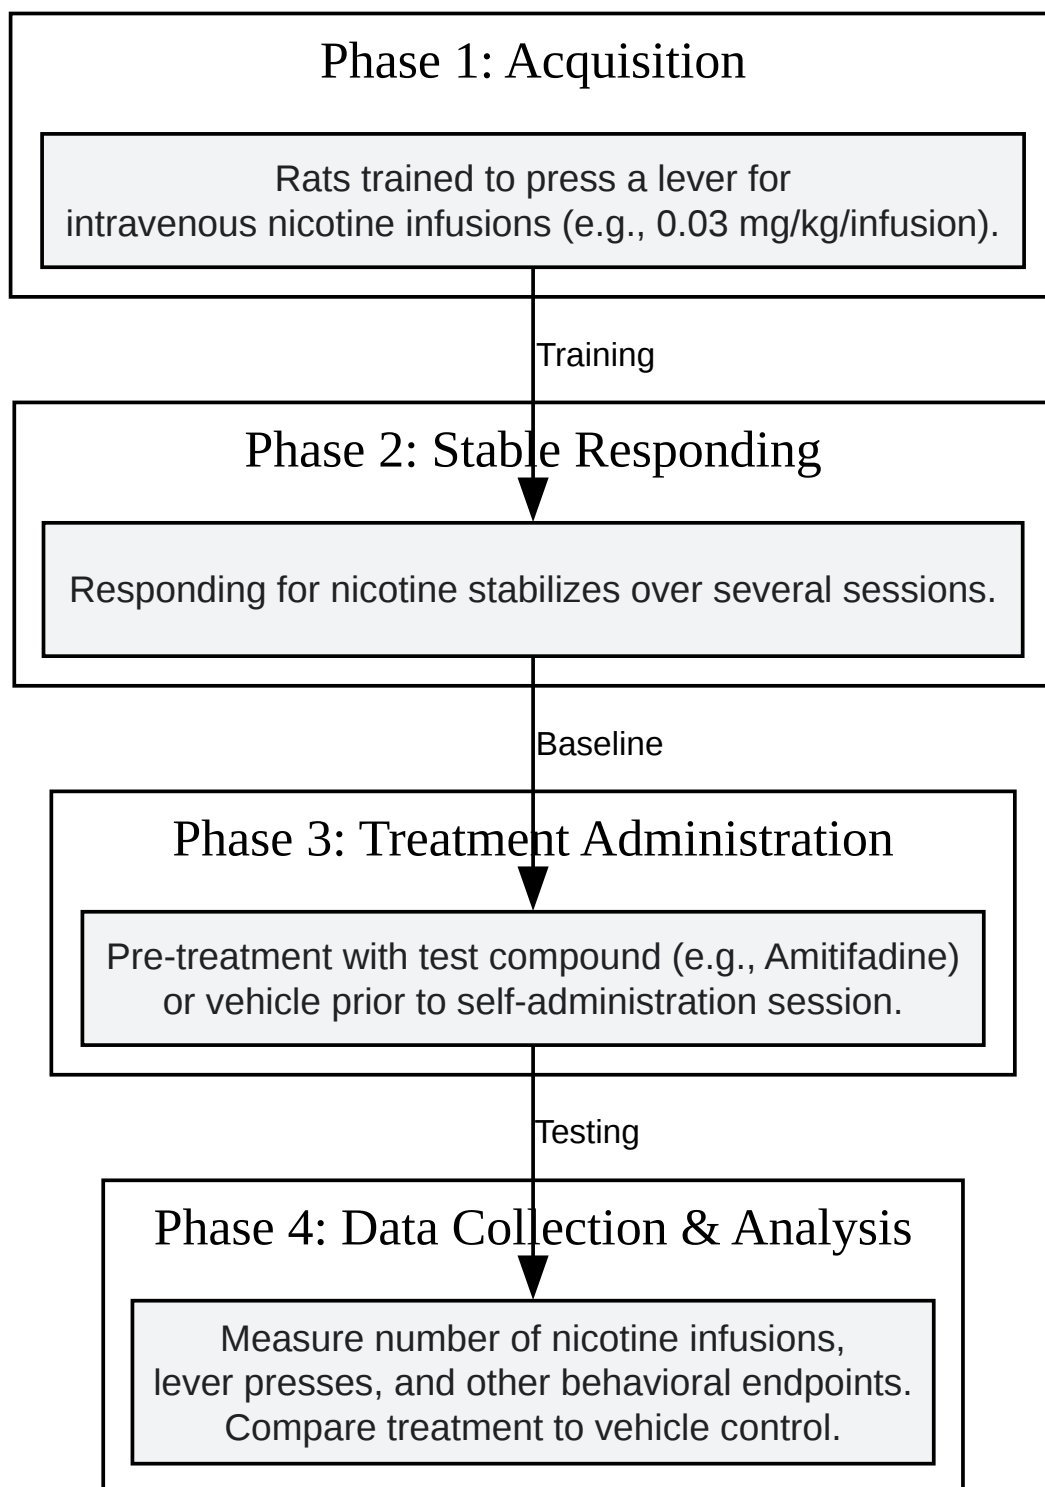 Phase 1: Acquisition
Rats trained to press a lever for
intravenous nicotine infusions (e.g., 0.03 mg/kg/infusion).
Training
Phase 2: Stable Responding
Responding for nicotine stabilizes over several sessions.
Baseline
Phase 3: Treatment Administration
Pre-treatment with test compound (e.g., Amitifadine)
or vehicle prior to self-administration session.
Testing
Phase 4: Data Collection & Analysis
Measure number of nicotine infusions,
lever presses, and other behavioral endpoints.
Compare treatment to vehicle control.